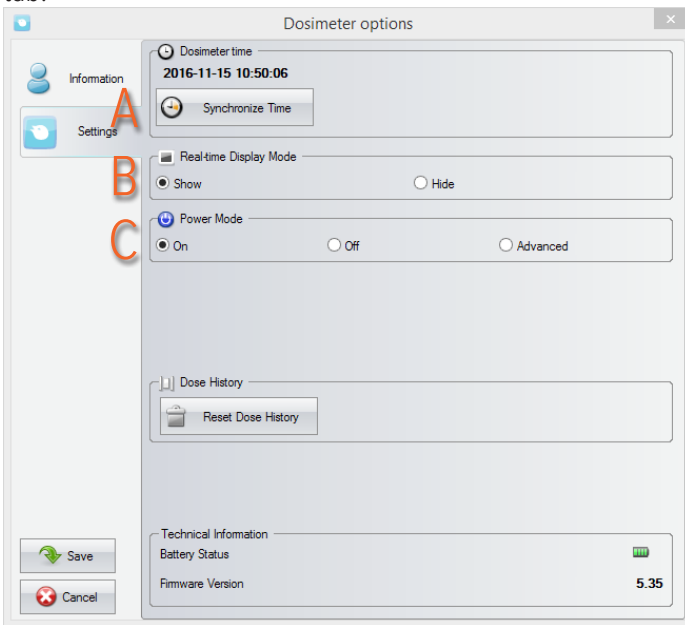 Dosimeter options
Information
Settings
A
Dosimeter time
2016-11-15 10:50:06
Synchronize Time
B
Real-time Display Mode
Show Hide
C
Power Mode
On Off Advanced
Dose History
Reset Dose History
Technical Information
Battery Status
Firmware Version 5.35
Save
Cancel